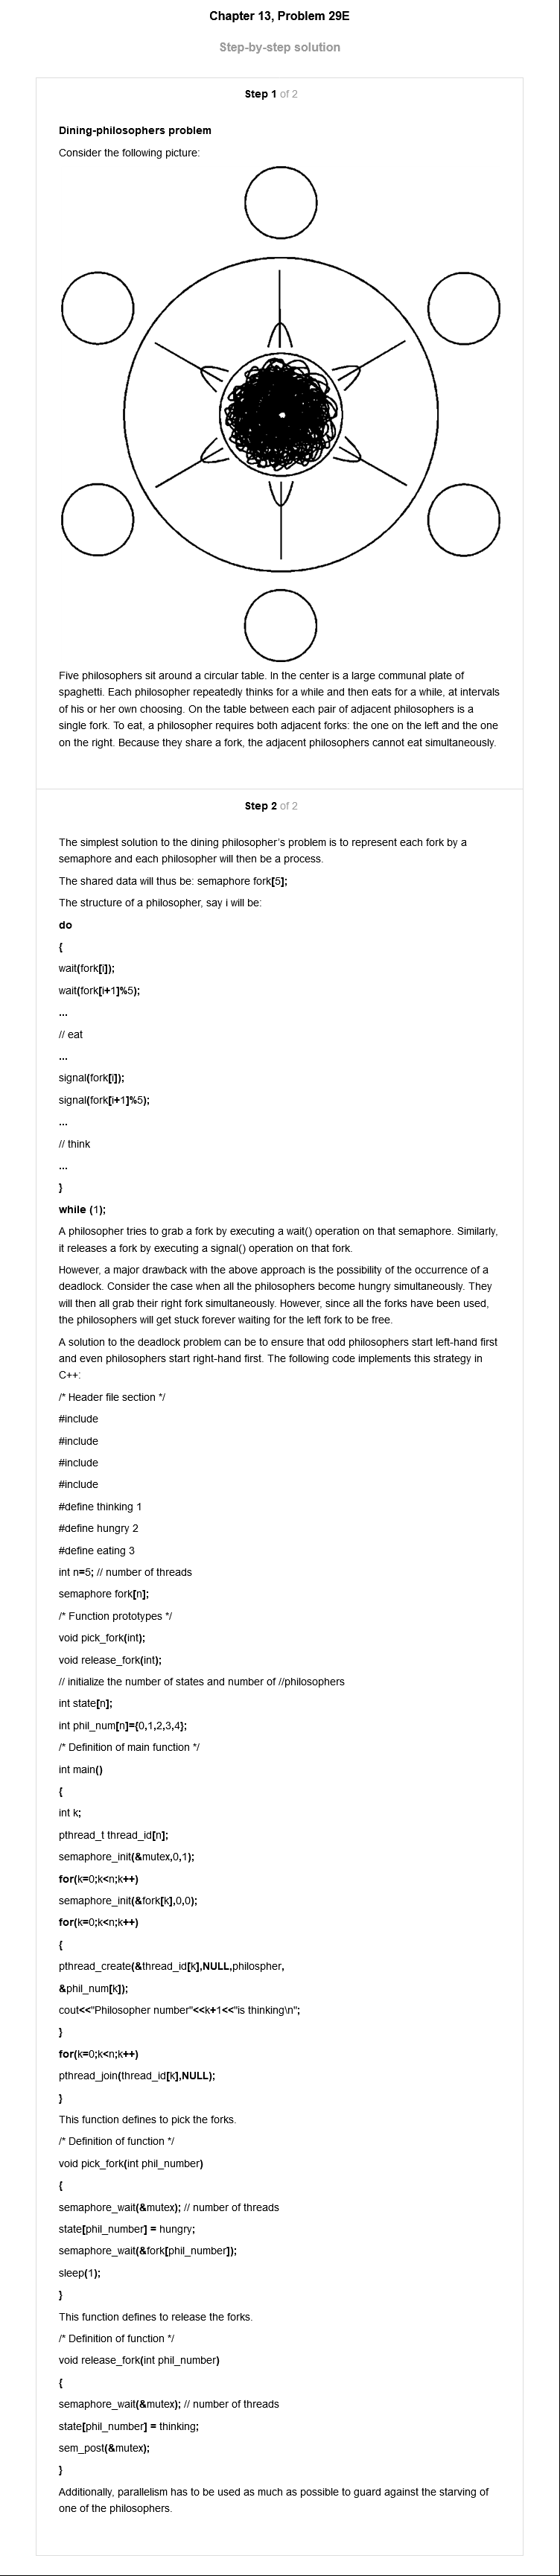 Chapter 13, Problem 29E
Step-by-step solution
Step 1 of 2
Dining-philosophers problem
Consider the following picture:
Five philosophers sit around a circular table. In the center is a large communal plate of
spaghetti. Each philosopher repeatedly thinks for a while and then eats for a while, at intervals
of his or her own choosing. On the table between each pair of adjacent philosophers is a
single fork. To eat, a philosopher requires both adjacent forks: the one on the left and the one
on the right. Because they share a fork, the adjacent philosophers cannot eat simultaneously.
Step 2 of 2
The simplest solution to the dining philosopher's problem is to represent each fork by a
semaphore and each philosopher will then be a process.
The shared data will thus be: semaphore fork[5];
The structure of a philosopher, say i will be:
do
{
wait(fork[i]);
wait(fork[i+1]%5);
...
// eat
...
signal(fork[i]);
signal(fork[i+1]%5);
...
// think
...
}
while (1);
A philosopher tries to grab a fork by executing a wait() operation on that semaphore. Similarly,
it releases a fork by executing a signal() operation on that fork.
However, a major drawback with the above approach is the possibility of the occurrence of a
deadlock. Consider the case when all the philosophers become hungry simultaneously. They
will then all grab their right fork simultaneously. However, since all the forks have been used,
the philosophers will get stuck forever waiting for the left fork to be free.
A solution to the deadlock problem can be to ensure that odd philosophers start left-hand first
and even philosophers start right-hand first. The following code implements this strategy in
C++:
/* Header file section */
#include
#include
#include
#include
#define thinking 1
#define hungry 2
#define eating 3
int n=5; // number of threads
semaphore fork[n];
/* Function prototypes */
void pick_fork(int);
void release_fork(int);
// initialize the number of states and number of //philosophers
int state[n];
int phil_num[n]={0,1,2,3,4};
/* Definition of main function */
int main()
{
int k;
pthread_t thread_id[n];
semaphore_init(&mutex,0,1);
for(k=0;k<n;k++)
semaphore_init(&fork[k],0,0);
for(k=0;k<n;k++)
{
pthread_create(&thread_id[k],NULL,philospher,
&phil_num[k]);
cout<<"Philosopher number"<<k+1<<"is thinking\n";
}
for(k=0;k<n;k++)
pthread_join(thread_id[k],NULL);
}
This function defines to pick the forks.
/* Definition of function */
void pick_fork(int phil_number)
{
semaphore_wait(&mutex); // number of threads
state[phil_number] = hungry;
semaphore_wait(&fork[phil_number]);
sleep(1);
}
This function defines to release the forks.
/* Definition of function */
void release_fork(int phil_number)
{
semaphore_wait(&mutex); // number of threads
state[phil_number] = thinking;
sem_post(&mutex);
}
Additionally, parallelism has to be used as much as possible to guard against the starving of
one of the philosophers.